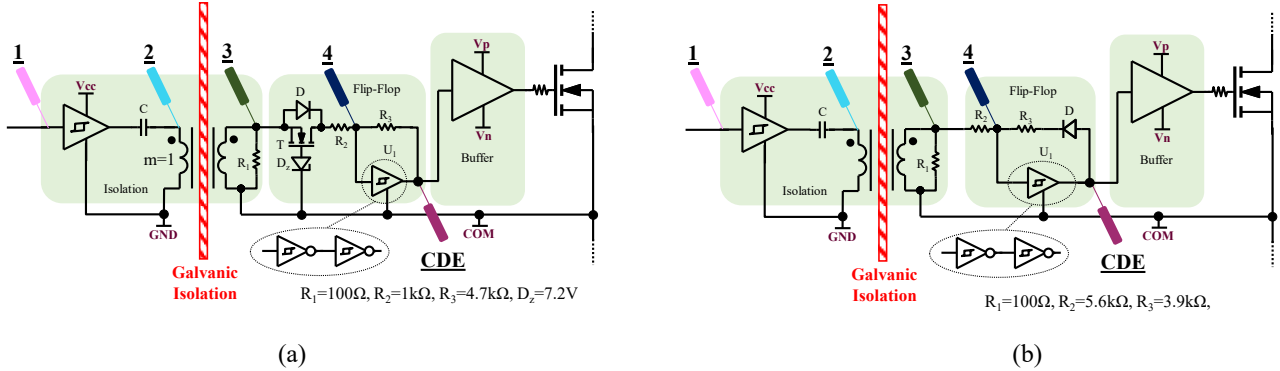 1
2
3
4
Vcc
C
m=1
Isolation
GND
R1
D
T
Dz
R2
Flip-Flop
R3
U1
Vp
Vn
Buffer
COM
CDE
Galvanic
Isolation
R1=100Ω, R2=1kΩ, R3=4.7kΩ, Dz=7.2V
(a)
1
2
3
4
Vcc
C
Isolation
GND
R1
Flip-Flop
R2
R3
D
U1
Vp
Vn
Buffer
COM
CDE
Galvanic
Isolation
R1=100Ω, R2=5.6kΩ, R3=3.9kΩ,
(b)